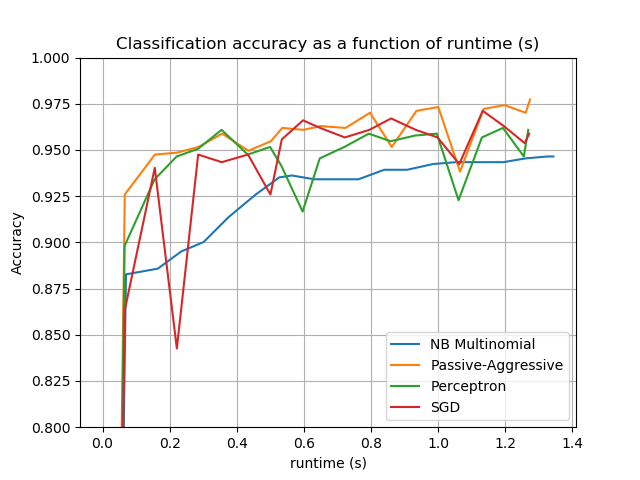 Classification accuracy as a function of runtime (s)
Accuracy
1.000
0.975
0.950
0.925
0.900
0.875
0.850
0.825
0.800
NB Multinomial
Passive-Aggressive
Perceptron
SGD
0.0 0.2 0.4 0.6 0.8 1.0 1.2 1.4
runtime (s)